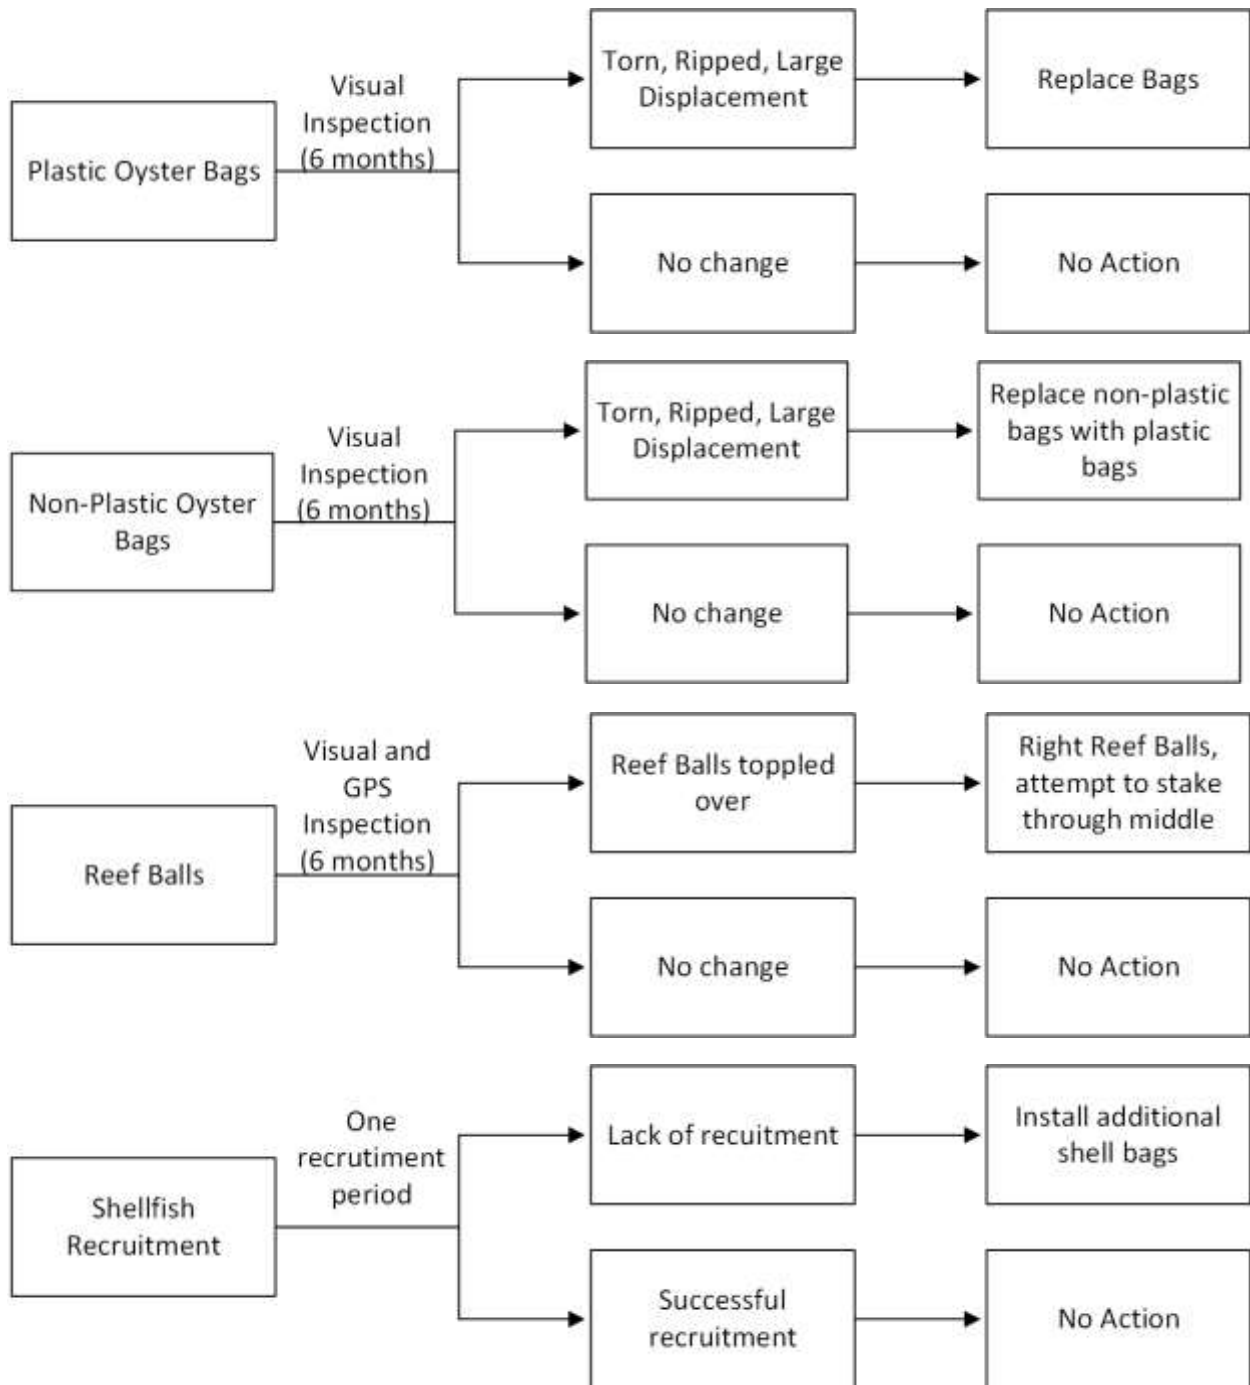 Plastic Oyster Bags
Visual
Inspection
(6 months)
Torn, Ripped, Large
Displacement
Replace Bags
No change
No Action
Non-Plastic Oyster
Bags
Visual
Inspection
(6 months)
Torn, Ripped, Large
Displacement
Replace non-plastic
bags with plastic
bags
No change
No Action
Reef Balls
Visual and
GPS
Inspection
(6 months)
Reef Balls toppled
over
Right Reef Balls,
attempt to stake
through middle
No change
No Action
Shellfish
Recruitment
One
recrutiment
period
Lack of recuitment
Install additional
shell bags
Successful
recruitment
No Action